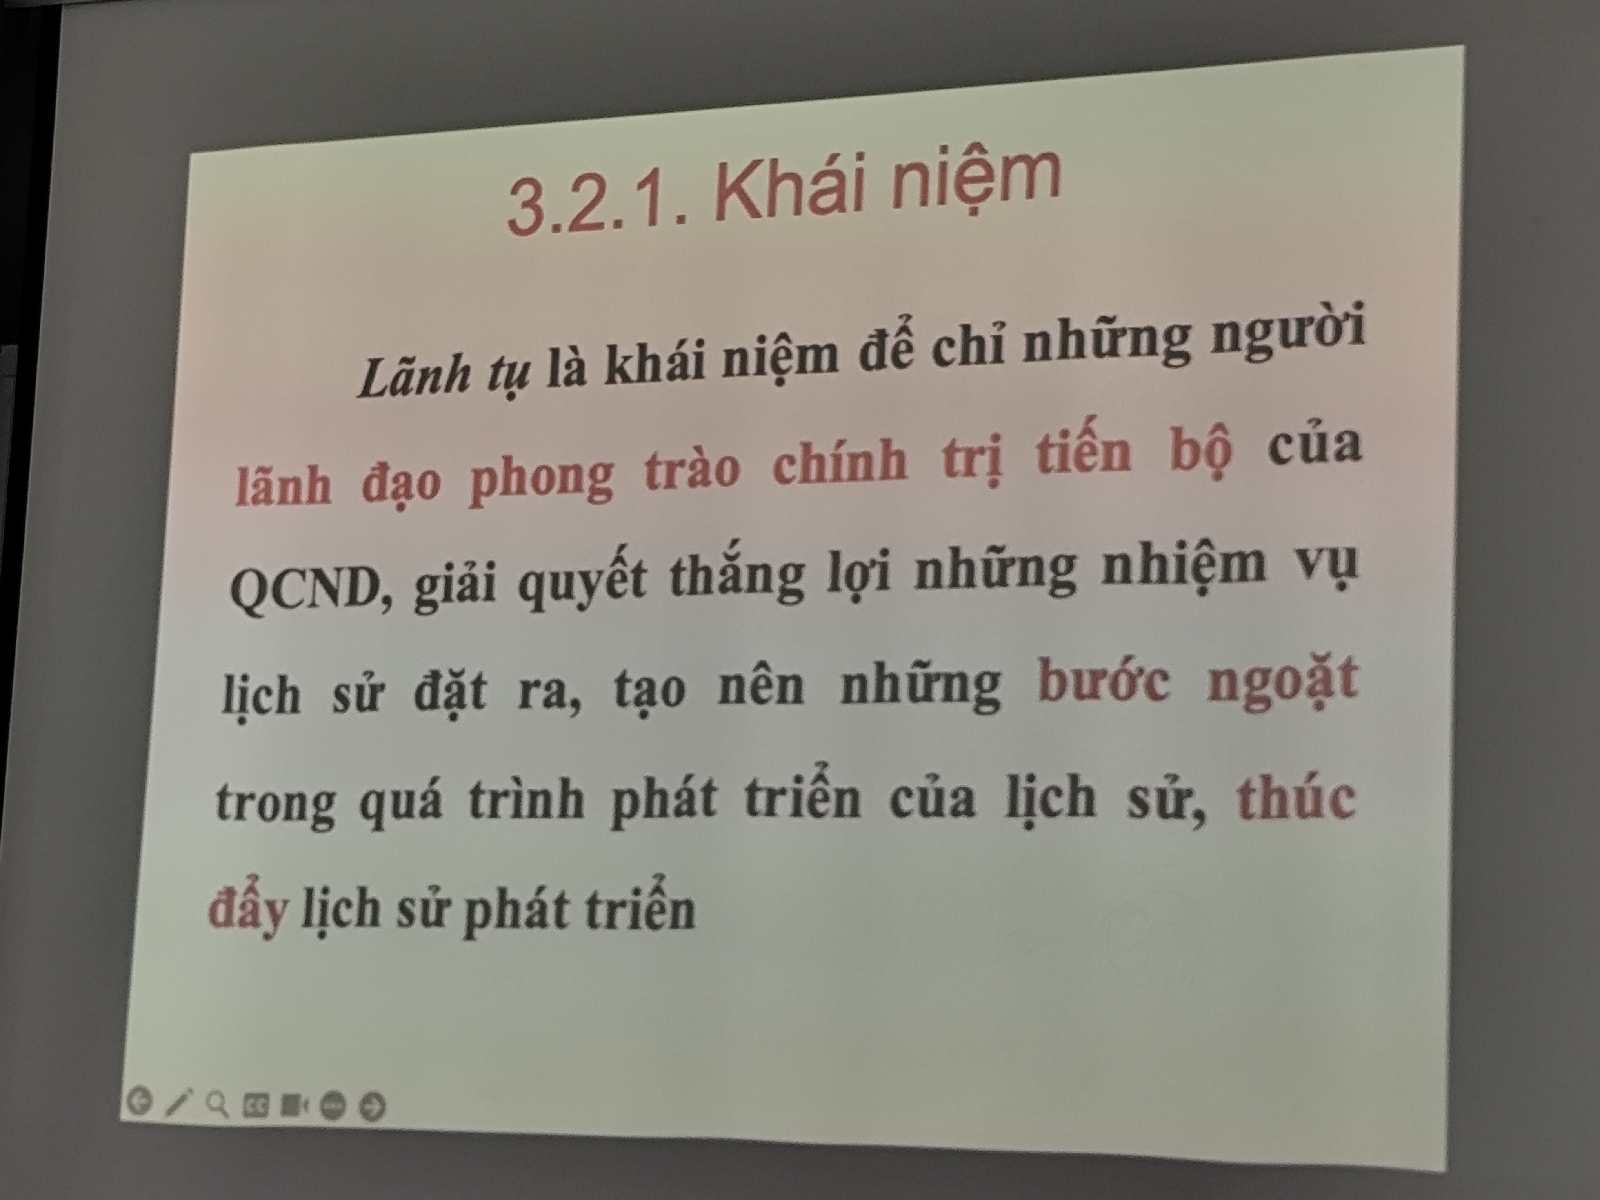 3.2.1. Khái niệm
Lãnh tụ là khái niệm để chỉ những người
lãnh đạo phong trào chính trị tiến bộ của
QCND, giải quyết thắng lợi những nhiệm vụ
lịch sử đặt ra, tạo nên những bước ngoặt
trong quá trình phát triển của lịch sử, thúc
đẩy lịch sử phát triển
CC